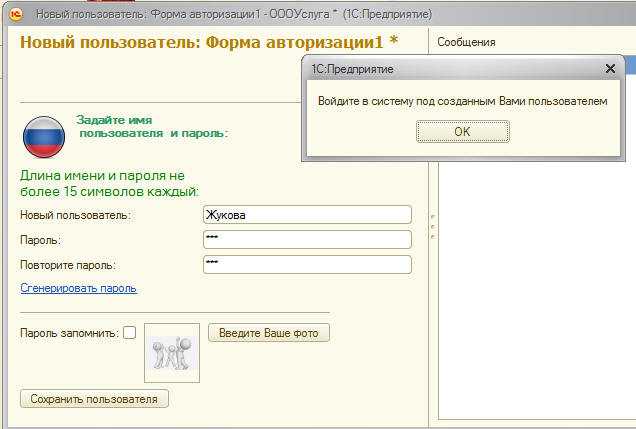 Новый пользователь: Форма авторизации1 - ОООУслуга * (1С:Предприятие)
Новый пользователь: Форма авторизации1 *
Сообщения
1С:Предприятие
Войдите в систему под созданным Вами пользователем
OK
Задайте имя
пользователя и пароль:
Длина имени и пароля не
более 15 символов каждый:
Новый пользователь: Жукова
Пароль: ***
Повторите пароль: ***
Сгенерировать пароль
Пароль запомнить:
Введите Ваше фото
Сохранить пользователя